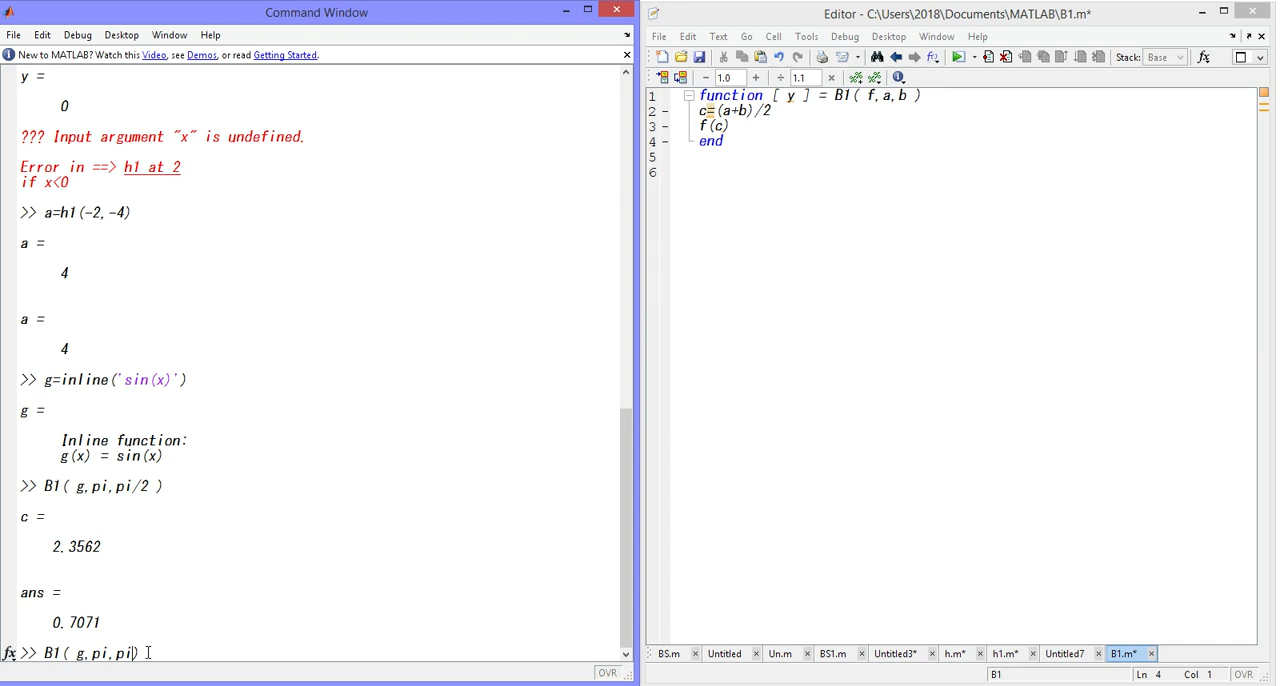 Command Window
File Edit Debug Desktop Window Help
New to MATLAB? Watch this Video, see Demos, or read Getting Started.
y =
0
??? Input argument "x" is undefined.
Error in ==> h1 at 2
if x<0
>> a=h1(-2,-4)
a =
4
a =
4
>> g=inline('sin(x)')
g =
Inline function:
g(x) = sin(x)
>> B1( g,pi,pi/2 )
c =
2.3562
ans =
0.7071
fx >> B1( g,pi,pi)
OVR
Editor - C:\Users\2018\Documents\MATLAB\B1.m*
File Edit Text Go Cell Tools Debug Desktop Window Help
Stack: Base fx
1.0 + ÷ 1.1 ×
1 function [ y ] = B1( f,a,b )
2 - c=(a+b)/2
3 - f(c)
4 - end
5
6
BS.m Untitled Un.m BS1.m Untitled3* h.m* h1.m* Untitled7 B1.m*
B1 Ln 4 Col 1 OVR